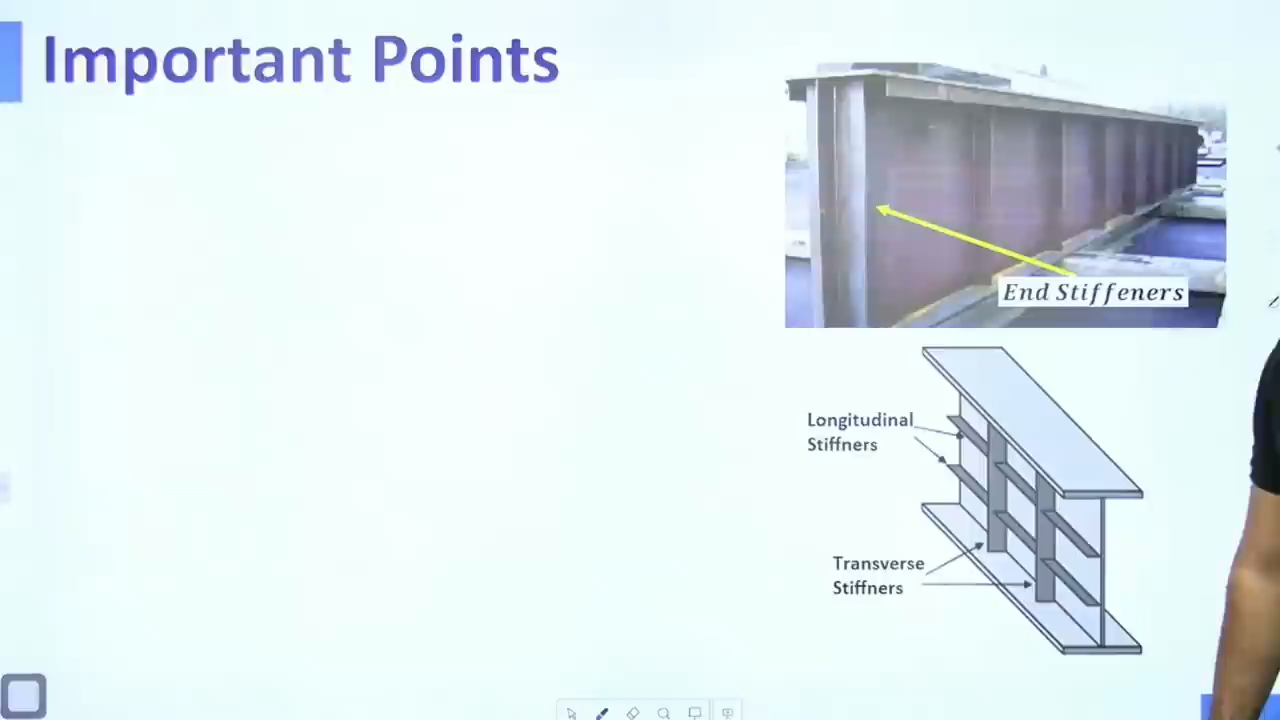 Important Points
End Stiffeners
Longitudinal
Stiffners
Transverse
Stiffners